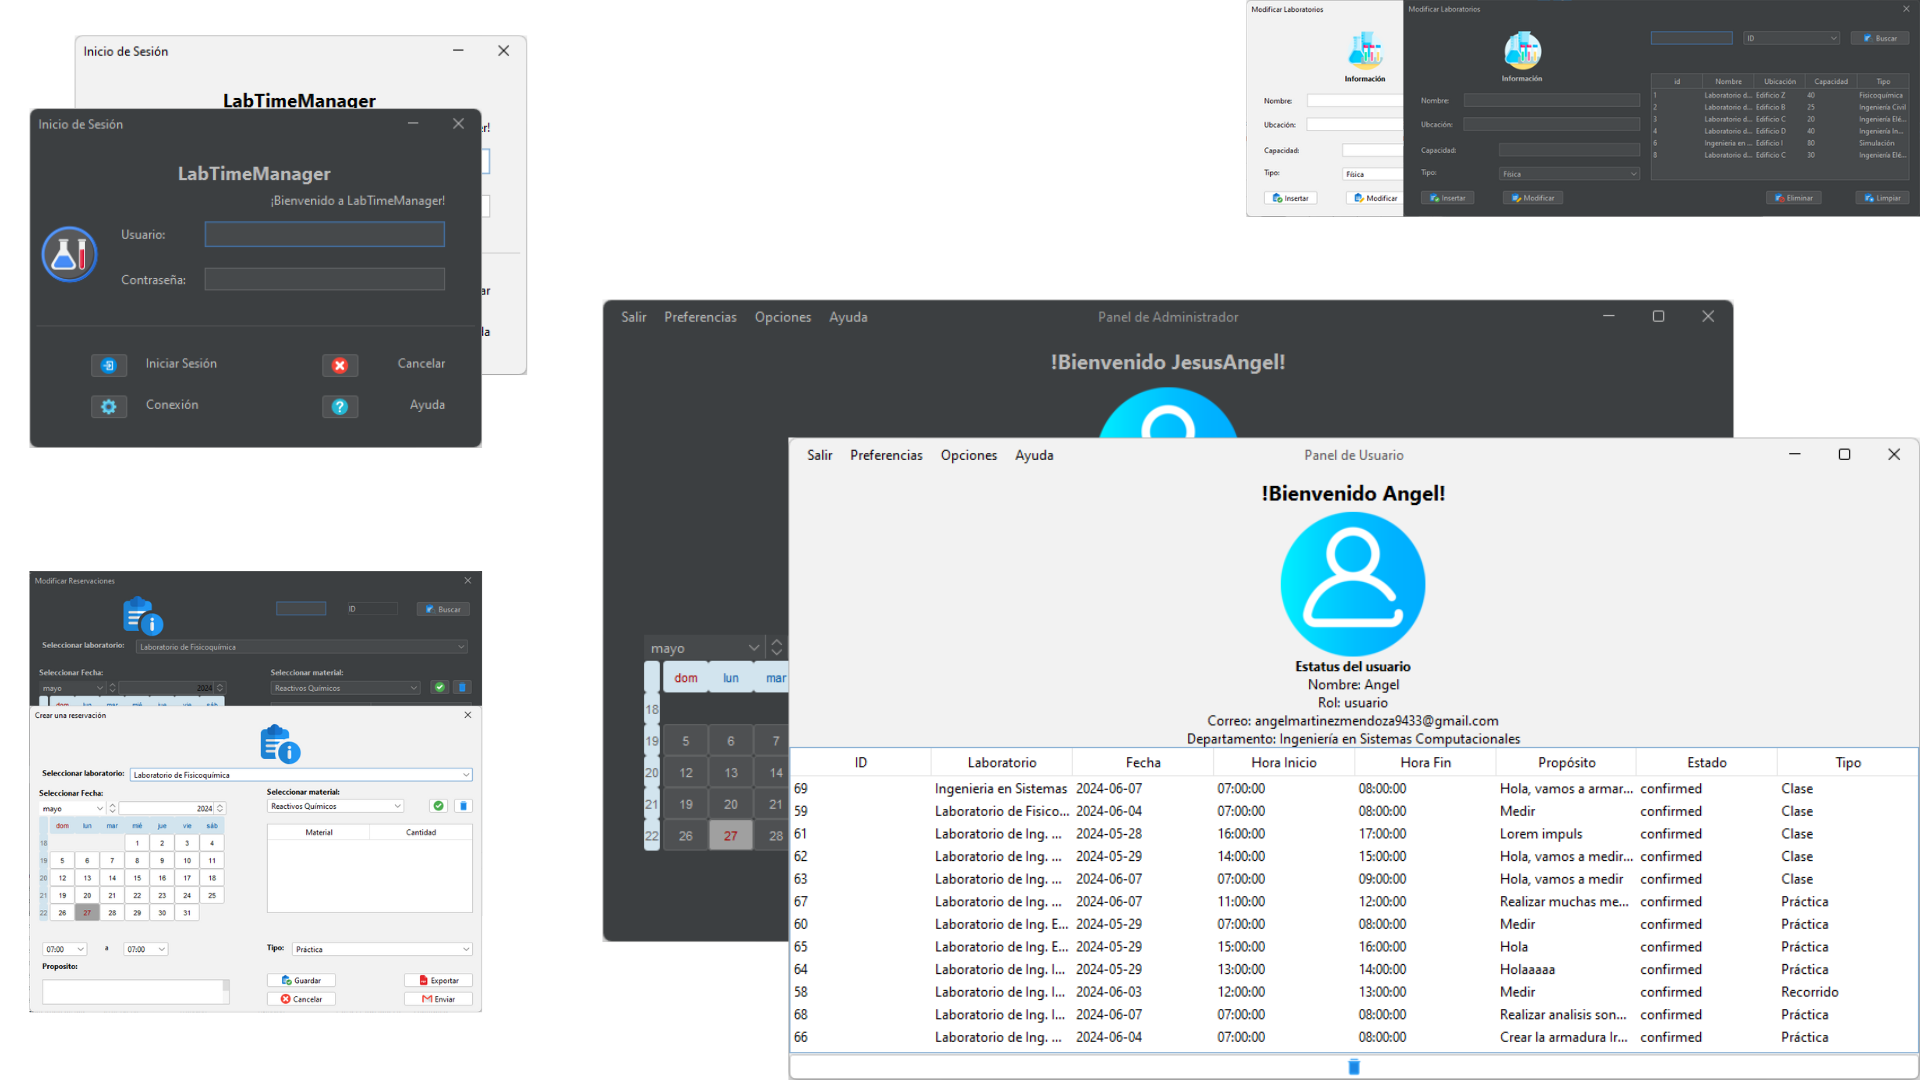 Inicio de Sesión
LabTimeManager
Inicio de Sesión
LabTimeManager
¡Bienvenido a LabTimeManager!
Usuario:
Contraseña:
Iniciar Sesión
Cancelar
Conexión
Ayuda
Modificar Laboratorios
Información
Nombre:
Ubcación:
Capacidad:
Tipo:
Física
Insertar
Modificar
Modificar Laboratorios
ID
Buscar
Información
Nombre:
Ubcación:
Capacidad:
Tipo:
Física
Insertar
Modificar
id Nombre Ubicación Capacidad Tipo
1 Laboratorio d... Edificio Z 40 Fisicoquímica
2 Laboratorio d... Edificio B 25 Ingeniería Civil
3 Laboratorio d... Edificio C 20 Ingeniería Elé...
4 Laboratorio d... Edificio D 40 Ingeniería In...
6 Ingenieria en ... Edificio I 80 Simulación
8 Laboratorio d... Edificio C 30 Ingeniería Elé...
Eliminar
Limpiar
Salir Preferencias Opciones Ayuda
Panel de Administrador
!Bienvenido JesusAngel!
mayo
dom lun mar
18
19 5 6 7
20 12 13 14
21 19 20 21
22 26 27 28
Salir Preferencias Opciones Ayuda
Panel de Usuario
!Bienvenido Angel!
Estatus del usuario
Nombre: Angel
Rol: usuario
Correo: angelmartinezmendoza9433@gmail.com
Departamento: Ingeniería en Sistemas Computacionales
ID Laboratorio Fecha Hora Inicio Hora Fin Propósito Estado Tipo
69 Ingenieria en Sistemas 2024-06-07 07:00:00 08:00:00 Hola, vamos a armar... confirmed Clase
59 Laboratorio de Fisico... 2024-06-04 07:00:00 08:00:00 Medir confirmed Clase
61 Laboratorio de Ing. ... 2024-05-28 16:00:00 17:00:00 Lorem impuls confirmed Clase
62 Laboratorio de Ing. ... 2024-05-29 14:00:00 15:00:00 Hola, vamos a medir... confirmed Clase
63 Laboratorio de Ing. ... 2024-06-07 07:00:00 09:00:00 Hola, vamos a medir confirmed Clase
67 Laboratorio de Ing. ... 2024-06-07 11:00:00 12:00:00 Realizar muchas me... confirmed Práctica
60 Laboratorio de Ing. E... 2024-05-29 07:00:00 08:00:00 Medir confirmed Práctica
65 Laboratorio de Ing. E... 2024-05-29 15:00:00 16:00:00 Hola confirmed Práctica
64 Laboratorio de Ing. I... 2024-05-29 13:00:00 14:00:00 Holaaaaa confirmed Práctica
58 Laboratorio de Ing. I... 2024-06-03 12:00:00 13:00:00 Medir confirmed Recorrido
68 Laboratorio de Ing. I... 2024-06-07 07:00:00 08:00:00 Realizar analisis son... confirmed Práctica
66 Laboratorio de Ing. ... 2024-06-04 07:00:00 08:00:00 Crear la armadura Ir... confirmed Práctica
Modificar Reservaciones
ID
Buscar
Seleccionar laboratorio: Laboratorio de Fisicoquímica
Seleccionar Fecha:
Seleccionar material:
mayo 2024
Reactivos Químicos
Crear una reservación
Seleccionar laboratorio: Laboratorio de Fisicoquímica
Seleccionar Fecha:
Seleccionar material:
mayo 2024
Reactivos Químicos
dom lun mar mié jue vie sáb
18 1 2 3 4
19 5 6 7 8 9 10 11
20 12 13 14 15 16 17 18
21 19 20 21 22 23 24 25
22 26 27 28 29 30 31
Material Cantidad
07:00 a 07:00
Tipo: Práctica
Proposito:
Guardar
Exportar
Cancelar
Enviar